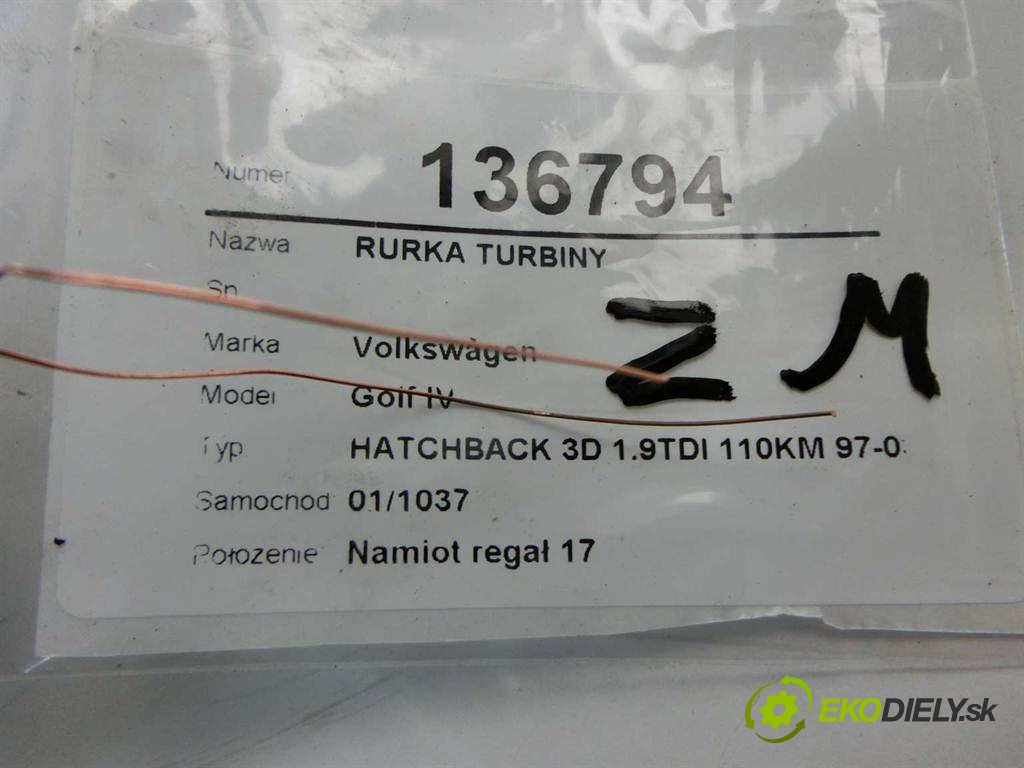 Numer 136794
Nazwa RURKA TURBINY
Sn
Marka Volkswagen
Model Golf IV
Typ HATCHBACK 3D 1.9TDI 110KM 97-0
Samochod 01/1037
Położenie Namiot regał 17
ZM
EKODIELY.sk